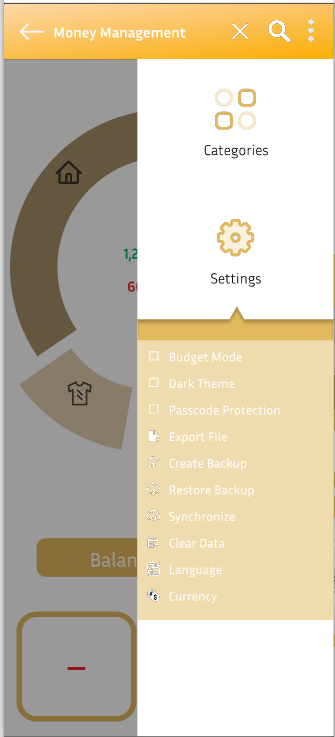 Money Management
Categories
1,2
Settings
Budget Mode
Dark Theme
Passcode Protection
Export File
Create Backup
Restore Backup
Synchronize
Clear Data
Language
Currency
Balan